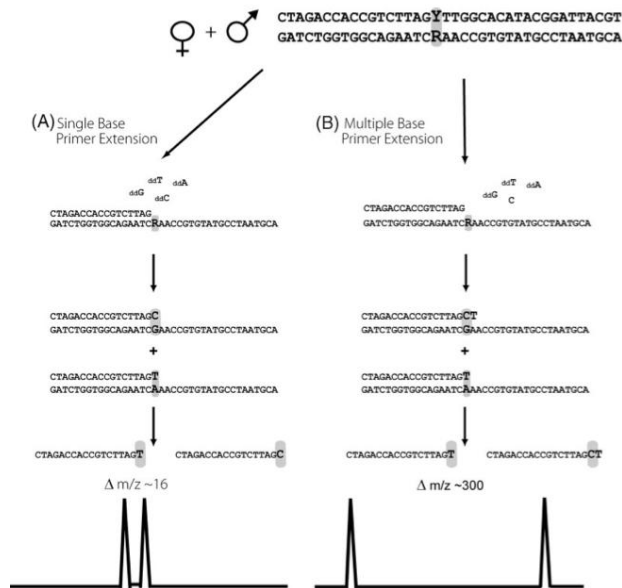 CTAGACCACCGTCTTAGYTTGGCACATACGGATTACGT
♀ + ♂
GATCTGGTGGCAGAATCRAACCGTGTATGCCTAATGCA
(A) Single Base
Primer Extension
ddT ddA
ddG
ddC
CTAGACCACCGTCTTAG
GATCTGGTGGCAGAATCRAACCGTGTATGCCTAATGCA
CTAGACCACCGTCTTAGC
GATCTGGTGGCAGAATCGAACCGTGTATGCCTAATGCA
+
CTAGACCACCGTCTTAGT
GATCTGGTGGCAGAATCAAACCGTGTATGCCTAATGCA
CTAGACCACCGTCTTAGT CTAGACCACCGTCTTAGC
Δ m/z ~16
(B) Multiple Base
Primer Extension
ddT ddA
ddG
C
CTAGACCACCGTCTTAG
GATCTGGTGGCAGAATCRAACCGTGTATGCCTAATGCA
CTAGACCACCGTCTTAGCT
GATCTGGTGGCAGAATCGAACCGTGTATGCCTAATGCA
+
CTAGACCACCGTCTTAGT
GATCTGGTGGCAGAATCAAACCGTGTATGCCTAATGCA
CTAGACCACCGTCTTAGT CTAGACCACCGTCTTAGCT
Δ m/z ~300